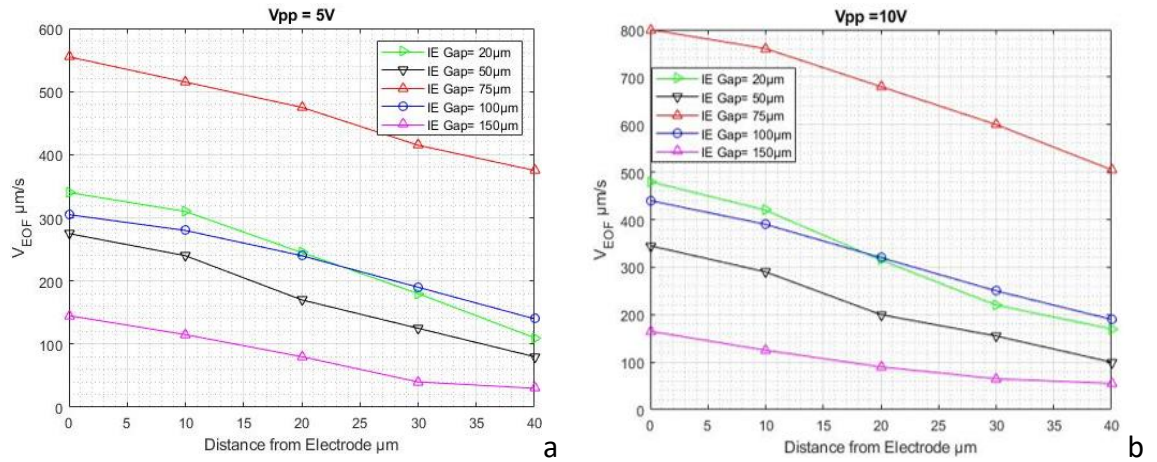 Vpp = 5V
600
500
400
300
200
100
0
V_EOF µm/s
IE Gap= 20µm
IE Gap= 50µm
IE Gap= 75µm
IE Gap= 100µm
IE Gap= 150µm
0 5 10 15 20 25 30 35 40
Distance from Electrode µm
a
Vpp =10V
800
700
600
500
400
300
200
100
0
V_EOF µm/s
IE Gap= 20µm
IE Gap= 50µm
IE Gap= 75µm
IE Gap= 100µm
IE Gap= 150µm
0 5 10 15 20 25 30 35 40
Distance from Electrode µm
b